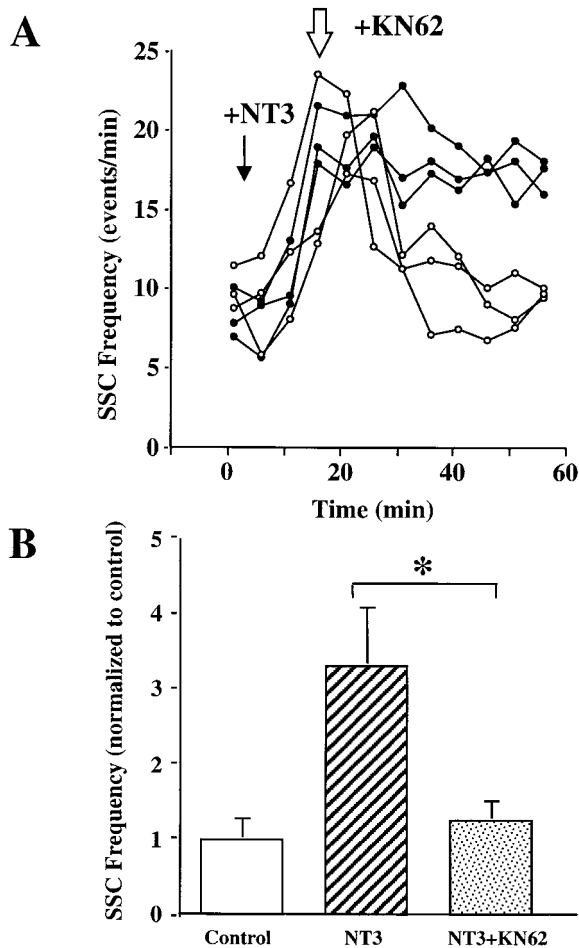 A
+KN62
+NT3
25
20
15
10
5
0
SSC Frequency (events/min)
0
20
40
60
Time (min)
B
5
4
3
2
1
0
SSC Frequency (normalized to control)
*
Control
NT3
NT3+KN62